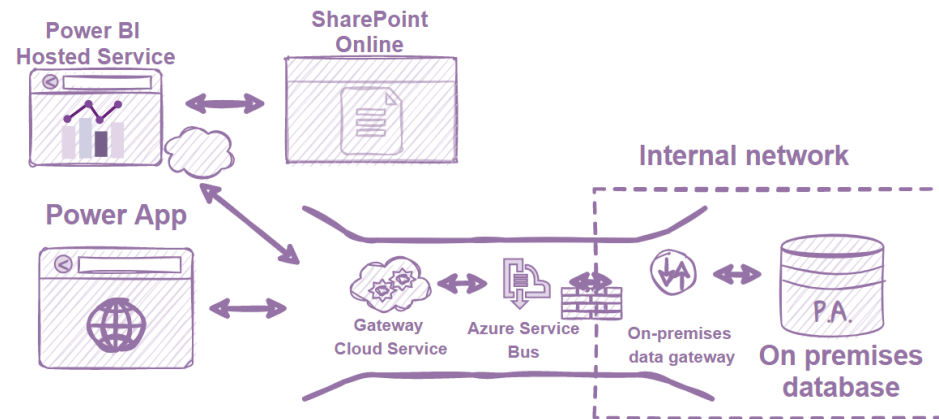 Power BI
Hosted Service
SharePoint
Online
Internal network
Power App
Gateway
Cloud Service
Azure Service
Bus
On-premises
data gateway
P.A.
On premises
database